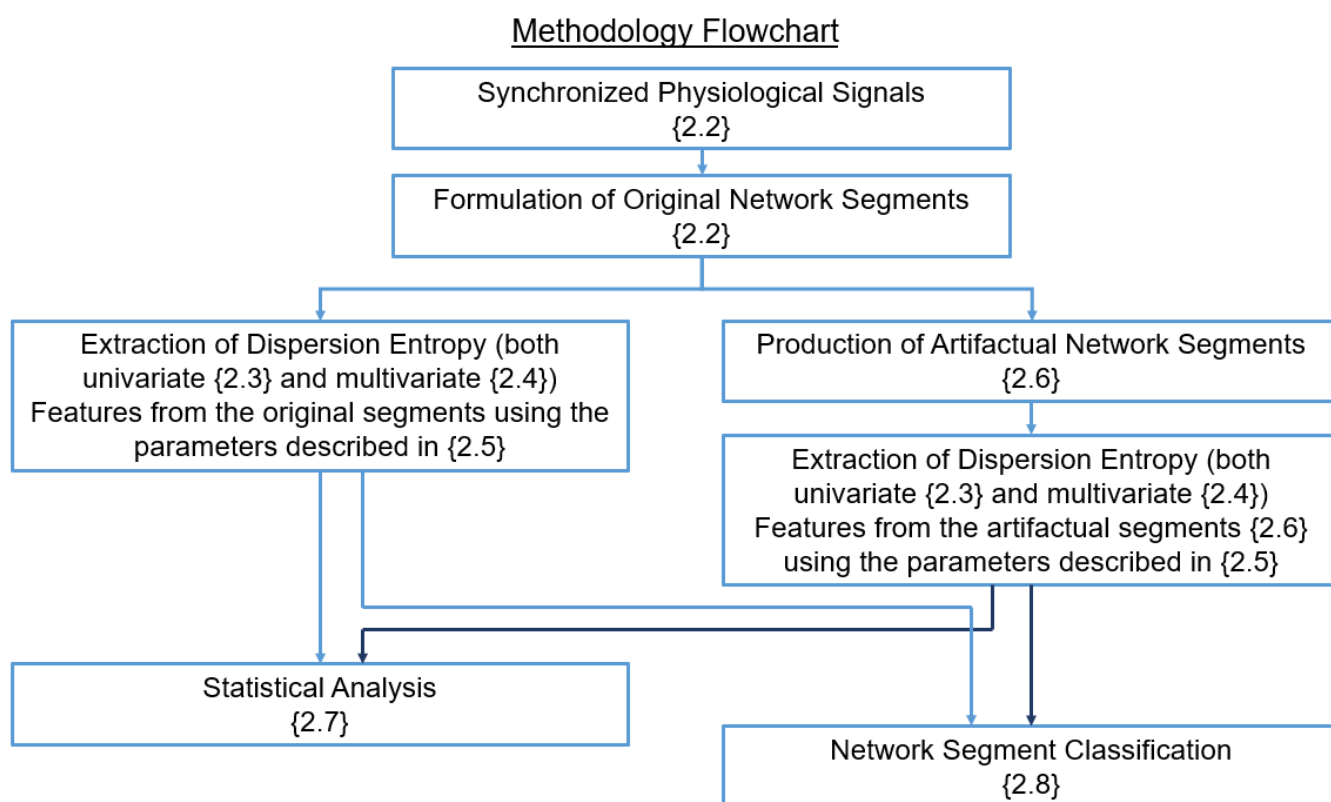 Methodology Flowchart
Synchronized Physiological Signals
{2.2}
Formulation of Original Network Segments
{2.2}
Extraction of Dispersion Entropy (both
univariate {2.3} and multivariate {2.4})
Features from the original segments using the
parameters described in {2.5}
Production of Artifactual Network Segments
{2.6}
Extraction of Dispersion Entropy (both
univariate {2.3} and multivariate {2.4})
Features from the artifactual segments {2.6}
using the parameters described in {2.5}
Statistical Analysis
{2.7}
Network Segment Classification
{2.8}